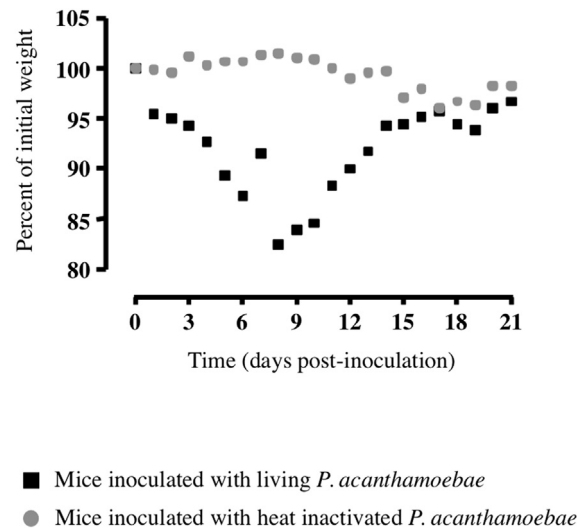 105
100
95
90
85
80
Percent of initial weight
0 3 6 9 12 15 18 21
Time (days post-inoculation)
Mice inoculated with living P. acanthamoebae
Mice inoculated with heat inactivated P. acanthamoebae